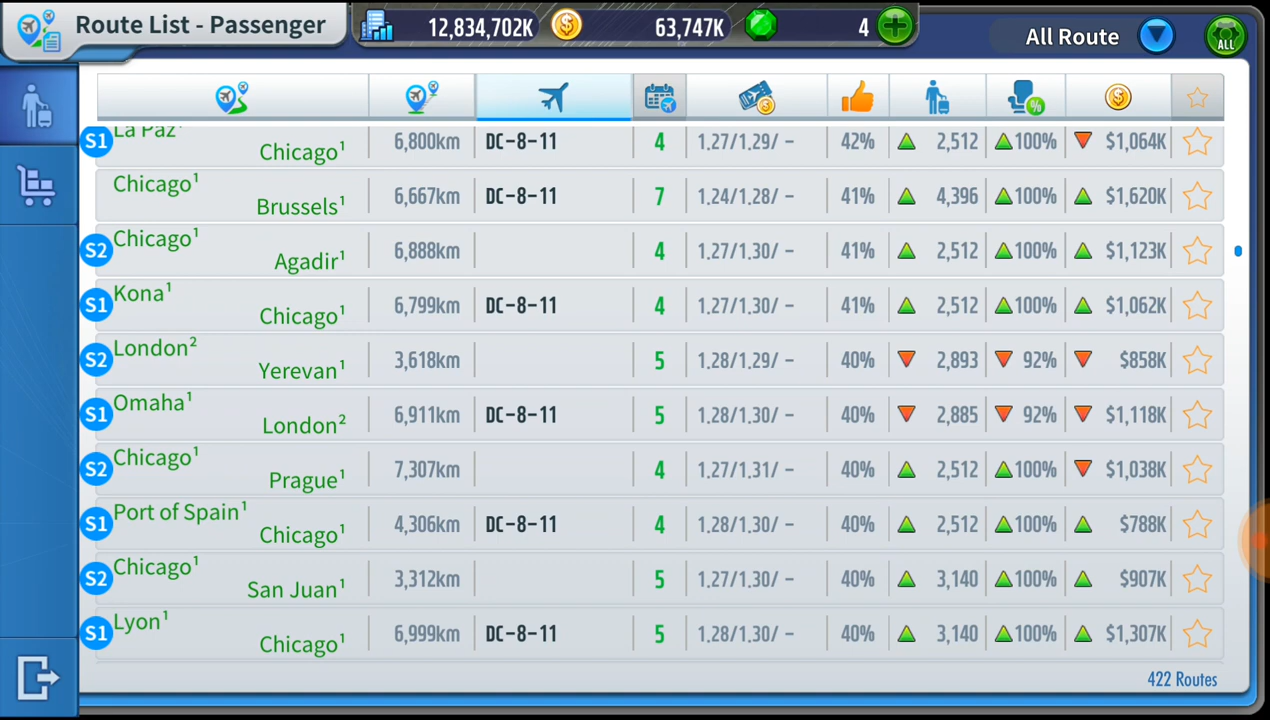 Route List - Passenger
12,834,702K
63,747K
4
All Route
ALL
La Paz¹
S1 Chicago¹ 6,800km DC-8-11 4 1.27/1.29/ - 42% 2,512 100% $1,064K
Chicago¹
Brussels¹ 6,667km DC-8-11 7 1.24/1.28/ - 41% 4,396 100% $1,620K
Chicago¹
S2 Agadir¹ 6,888km 4 1.27/1.30/ - 41% 2,512 100% $1,123K
Kona¹
S1 Chicago¹ 6,799km DC-8-11 4 1.27/1.30/ - 41% 2,512 100% $1,062K
London²
S2 Yerevan¹ 3,618km 5 1.28/1.29/ - 40% 2,893 92% $858K
Omaha¹
S1 London² 6,911km DC-8-11 5 1.28/1.30/ - 40% 2,885 92% $1,118K
Chicago¹
S2 Prague¹ 7,307km 4 1.27/1.31/ - 40% 2,512 100% $1,038K
Port of Spain¹
S1 Chicago¹ 4,306km DC-8-11 4 1.28/1.30/ - 40% 2,512 100% $788K
Chicago¹
S2 San Juan¹ 3,312km 5 1.27/1.30/ - 40% 3,140 100% $907K
Lyon¹
S1 Chicago¹ 6,999km DC-8-11 5 1.28/1.30/ - 40% 3,140 100% $1,307K
422 Routes